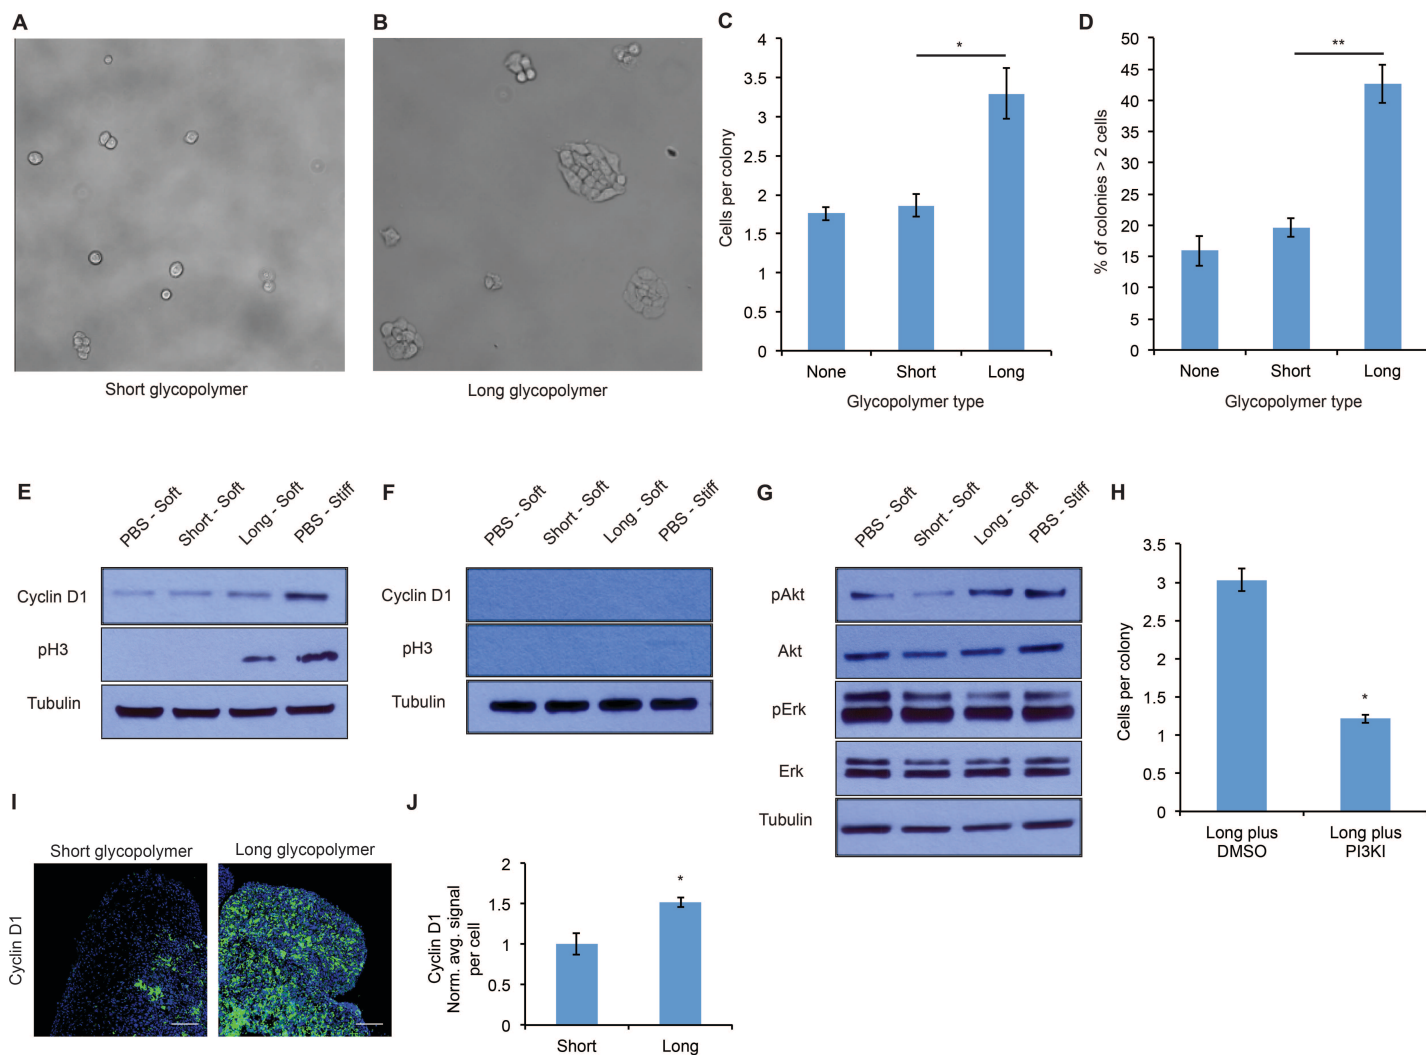 A
B
C
D
Short glycopolymer
Long glycopolymer
4
3.5
3
2.5
2
1.5
1
0.5
0
Cells per colony
*
None Short Long
Glycopolymer type
50
45
40
35
30
25
20
15
10
5
0
% of colonies > 2 cells
**
None Short Long
Glycopolymer type
E
PBS - Soft
Short - Soft
Long - Soft
PBS - Stiff
Cyclin D1
pH3
Tubulin
F
PBS - Soft
Short - Soft
Long - Soft
PBS - Stiff
Cyclin D1
pH3
Tubulin
G
PBS - Soft
Short - Soft
Long - Soft
PBS - Stiff
pAkt
Akt
pErk
Erk
Tubulin
H
3.5
3
2.5
2
1.5
1
0.5
0
Cells per colony
*
Long plus
DMSO
Long plus
PI3KI
I
Short glycopolymer
Long glycopolymer
Cyclin D1
J
2
1.5
1
0.5
0
Cyclin D1
Norm. avg. signal
per cell
*
Short Long